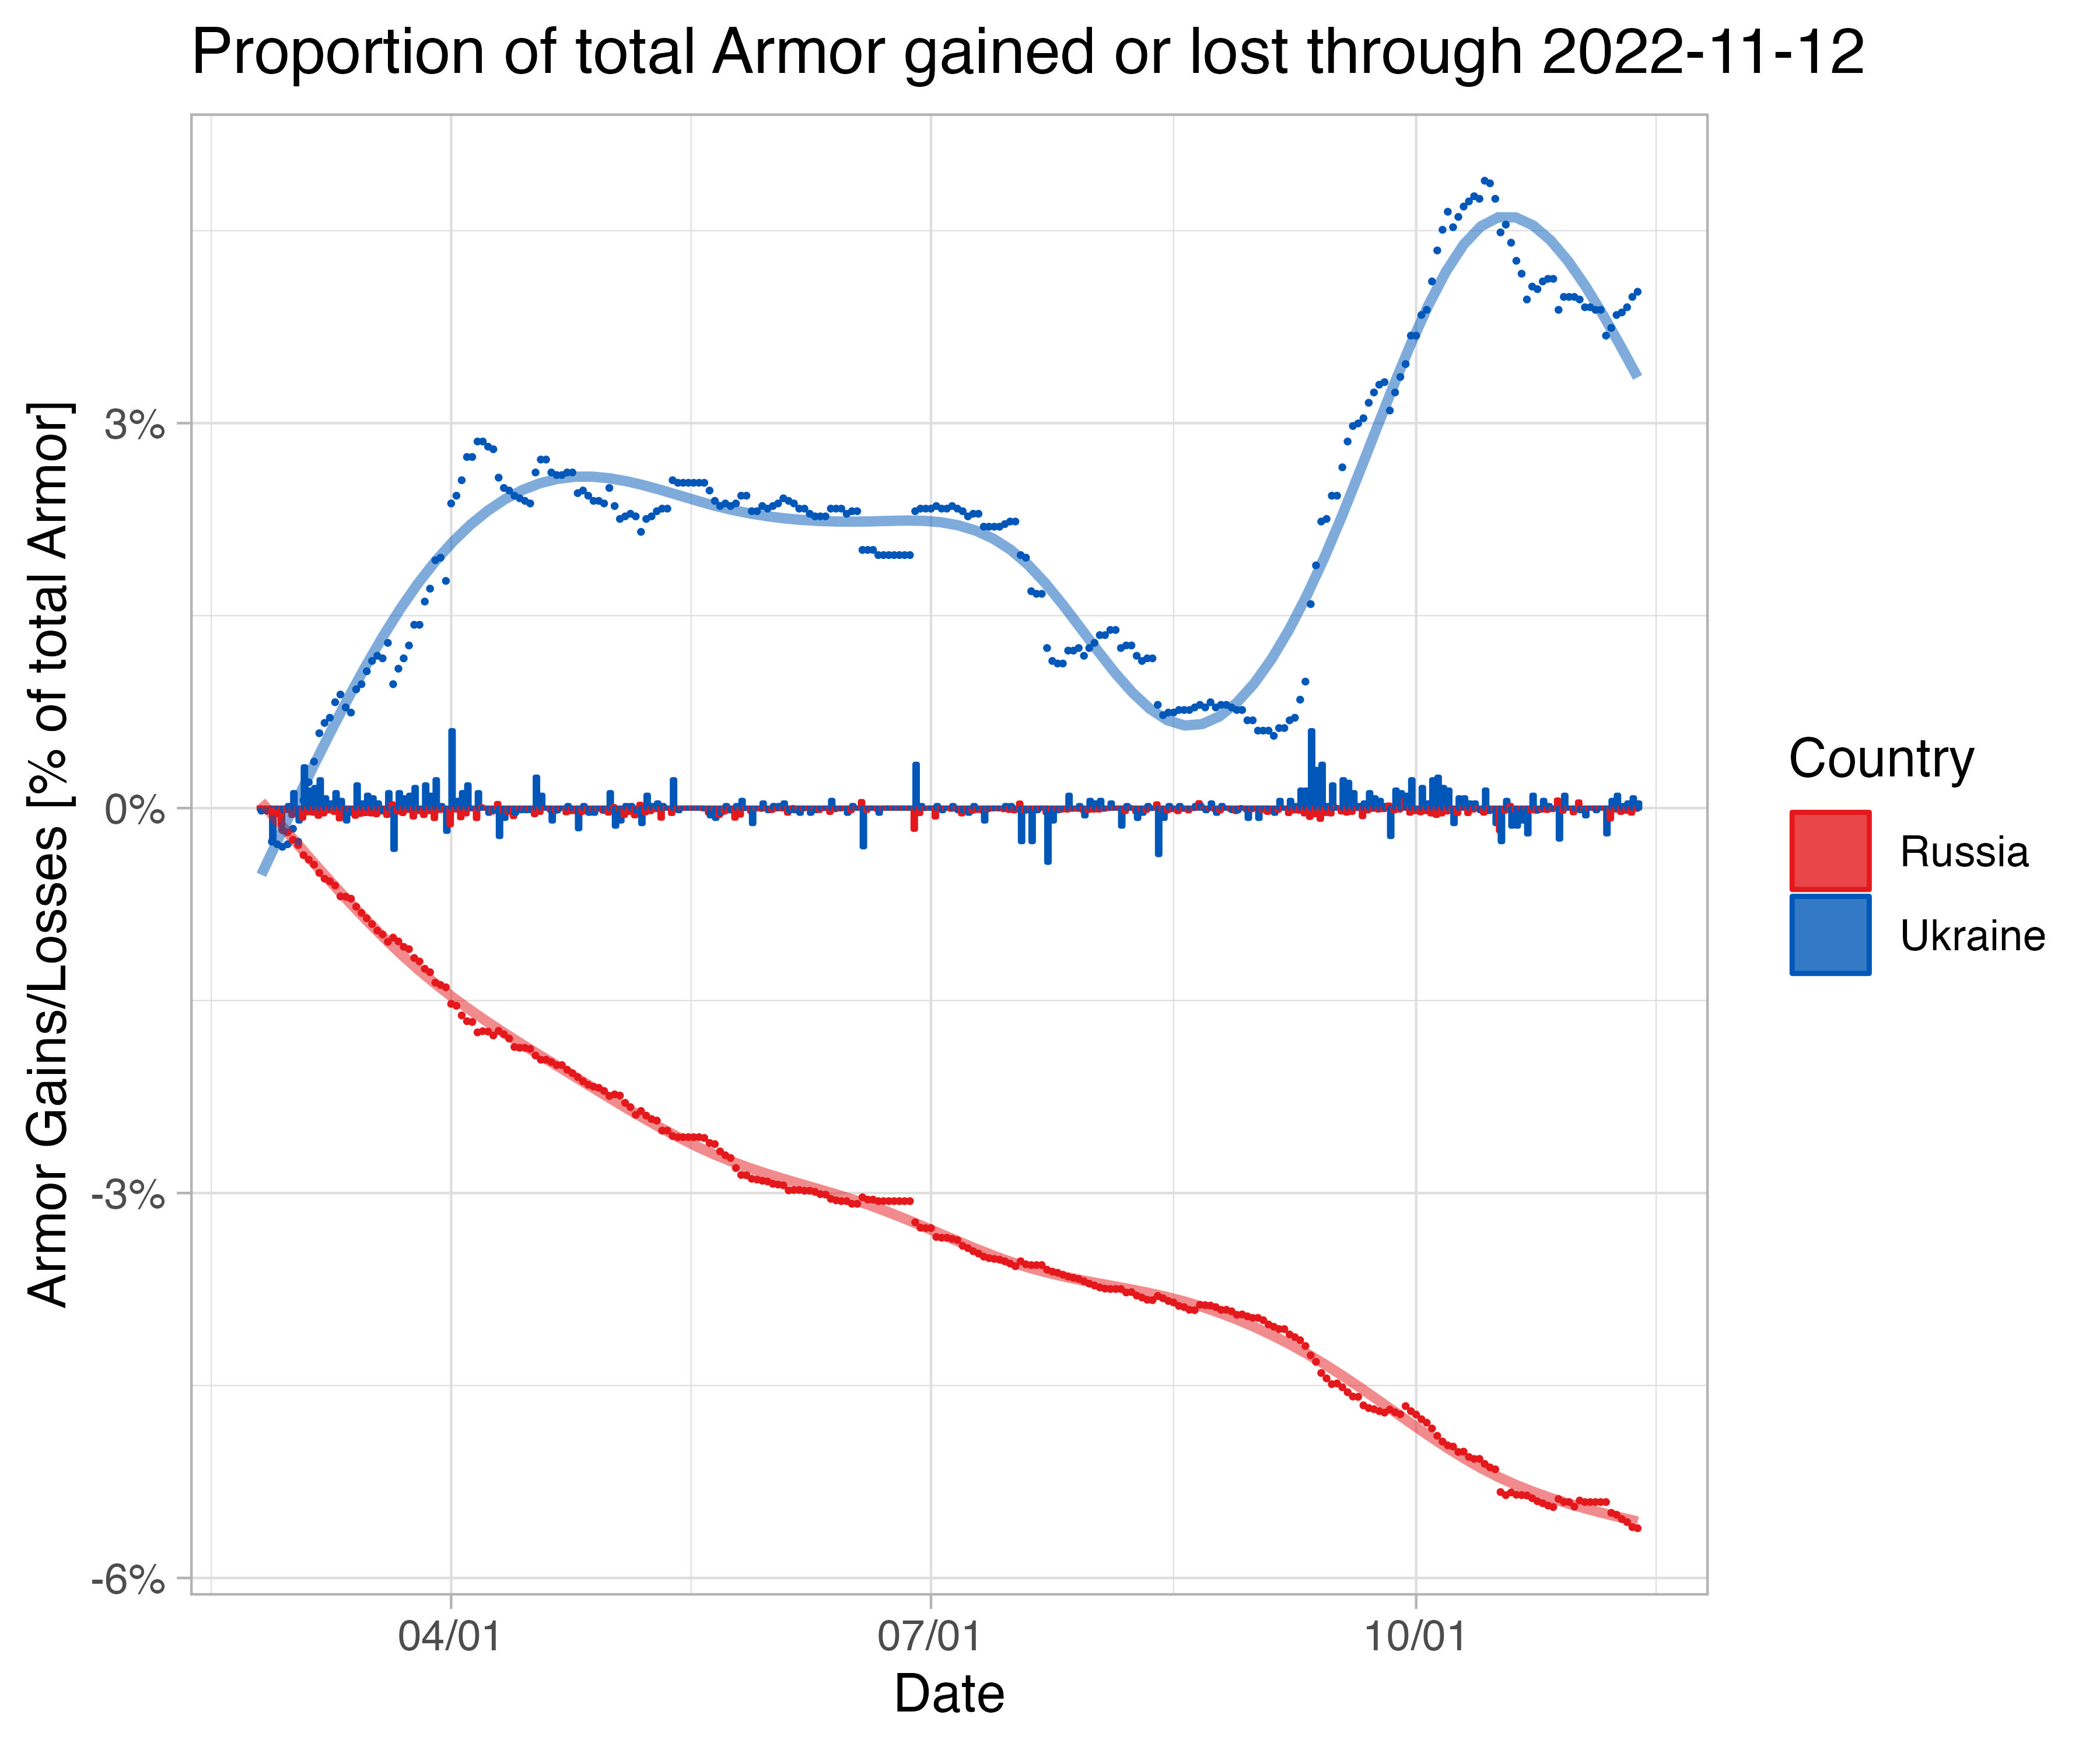 Proportion of total Armor gained or lost through 2022-11-12
Armor Gains/Losses [% of total Armor]
3%
0%
-3%
-6%
04/01
07/01
10/01
Date
Country
Russia
Ukraine